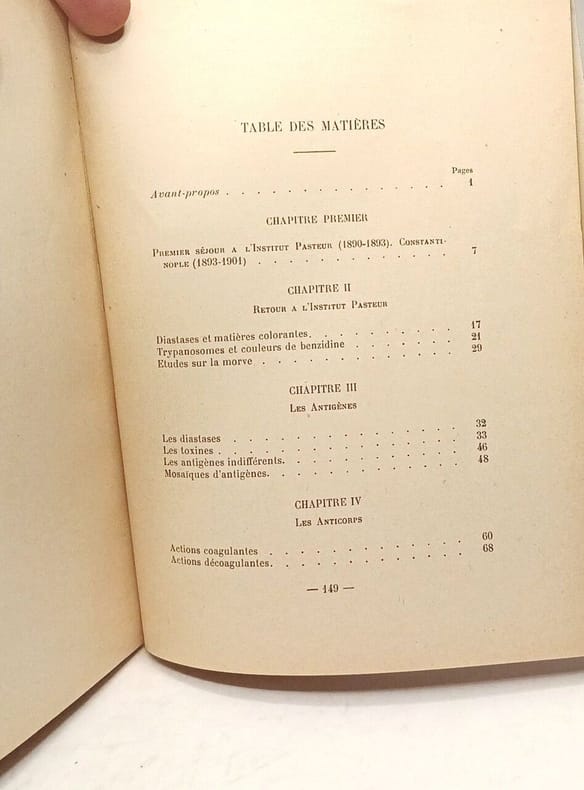 TABLE DES MATIÈRES
Pages
Avant-propos . . . . . . . . . . . . . . . 1
CHAPITRE PREMIER
Premier séjour a l'Institut Pasteur (1890-1893). Constanti-
nople (1893-1901) . . . . . . . . . . . . . 7
CHAPITRE II
Retour a l'Institut Pasteur
Diastases et matières colorantes. . . . . . . . . . 17
Trypanosomes et couleurs de benzidine . . . . . . . 21
Etudes sur la morve . . . . . . . . . . . . . 29
CHAPITRE III
Les Antigènes
Les diastases . . . . . . . . . . . . . . . 32
Les toxines . . . . . . . . . . . . . . . . 33
Les antigènes indifférents. . . . . . . . . . . . 46
Mosaïques d'antigènes. . . . . . . . . . . . . 48
CHAPITRE IV
Les Anticorps
Actions coagulantes . . . . . . . . . . . . . 60
Actions décoagulantes. . . . . . . . . . . . . 68
— 149 —